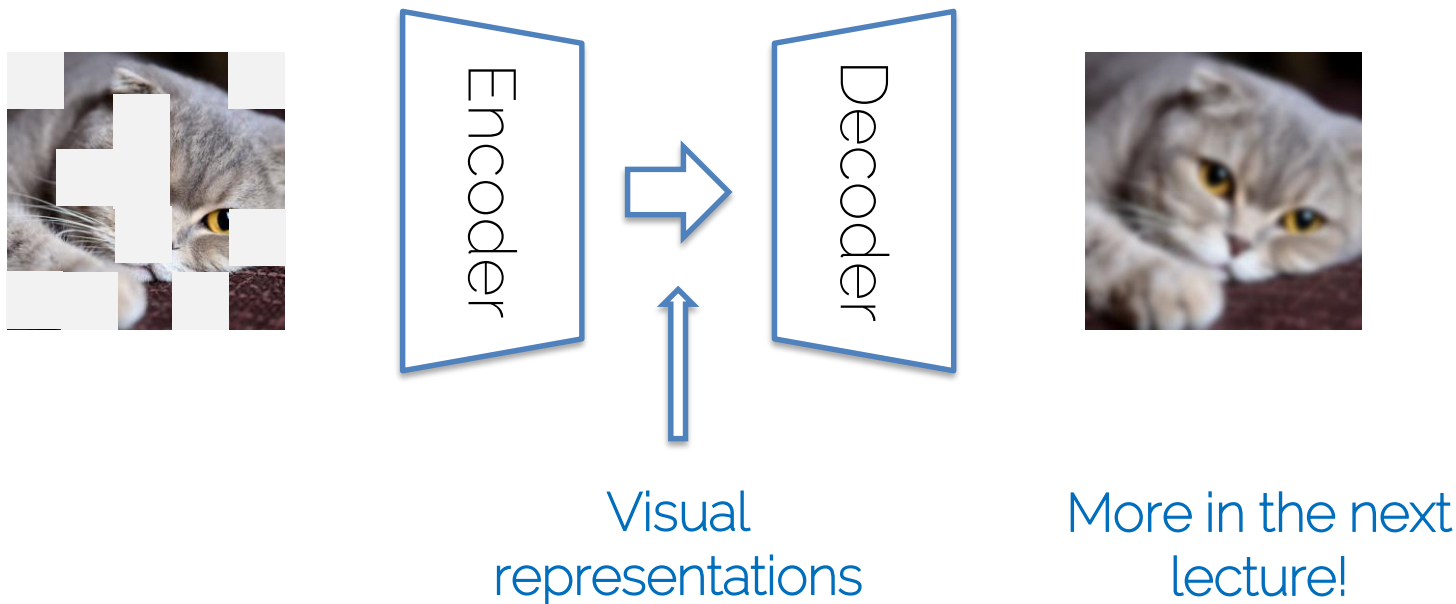 Encoder
Decoder
Visual
representations
More in the next
lecture!